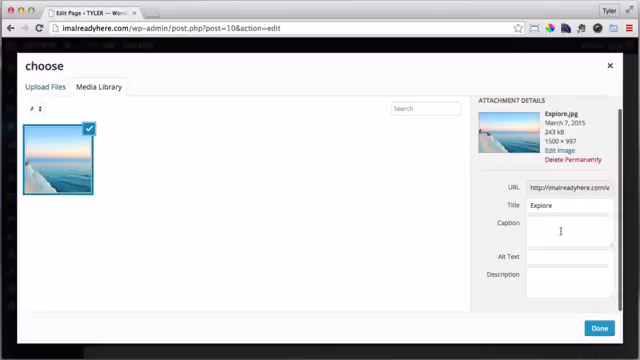 Edit Page ‹ TYLER — Word
Tyler
imalreadyhere.com/wp-admin/post.php?post=10&action=edit
choose
Upload Files
Media Library
A
Search
ATTACHMENT DETAILS
Explore.jpg
March 7, 2015
243 kB
1500 × 997
Edit Image
Delete Permanently
URL
http://imalreadyhere.com/w
Title
Explore
Caption
Alt Text
Description
Done